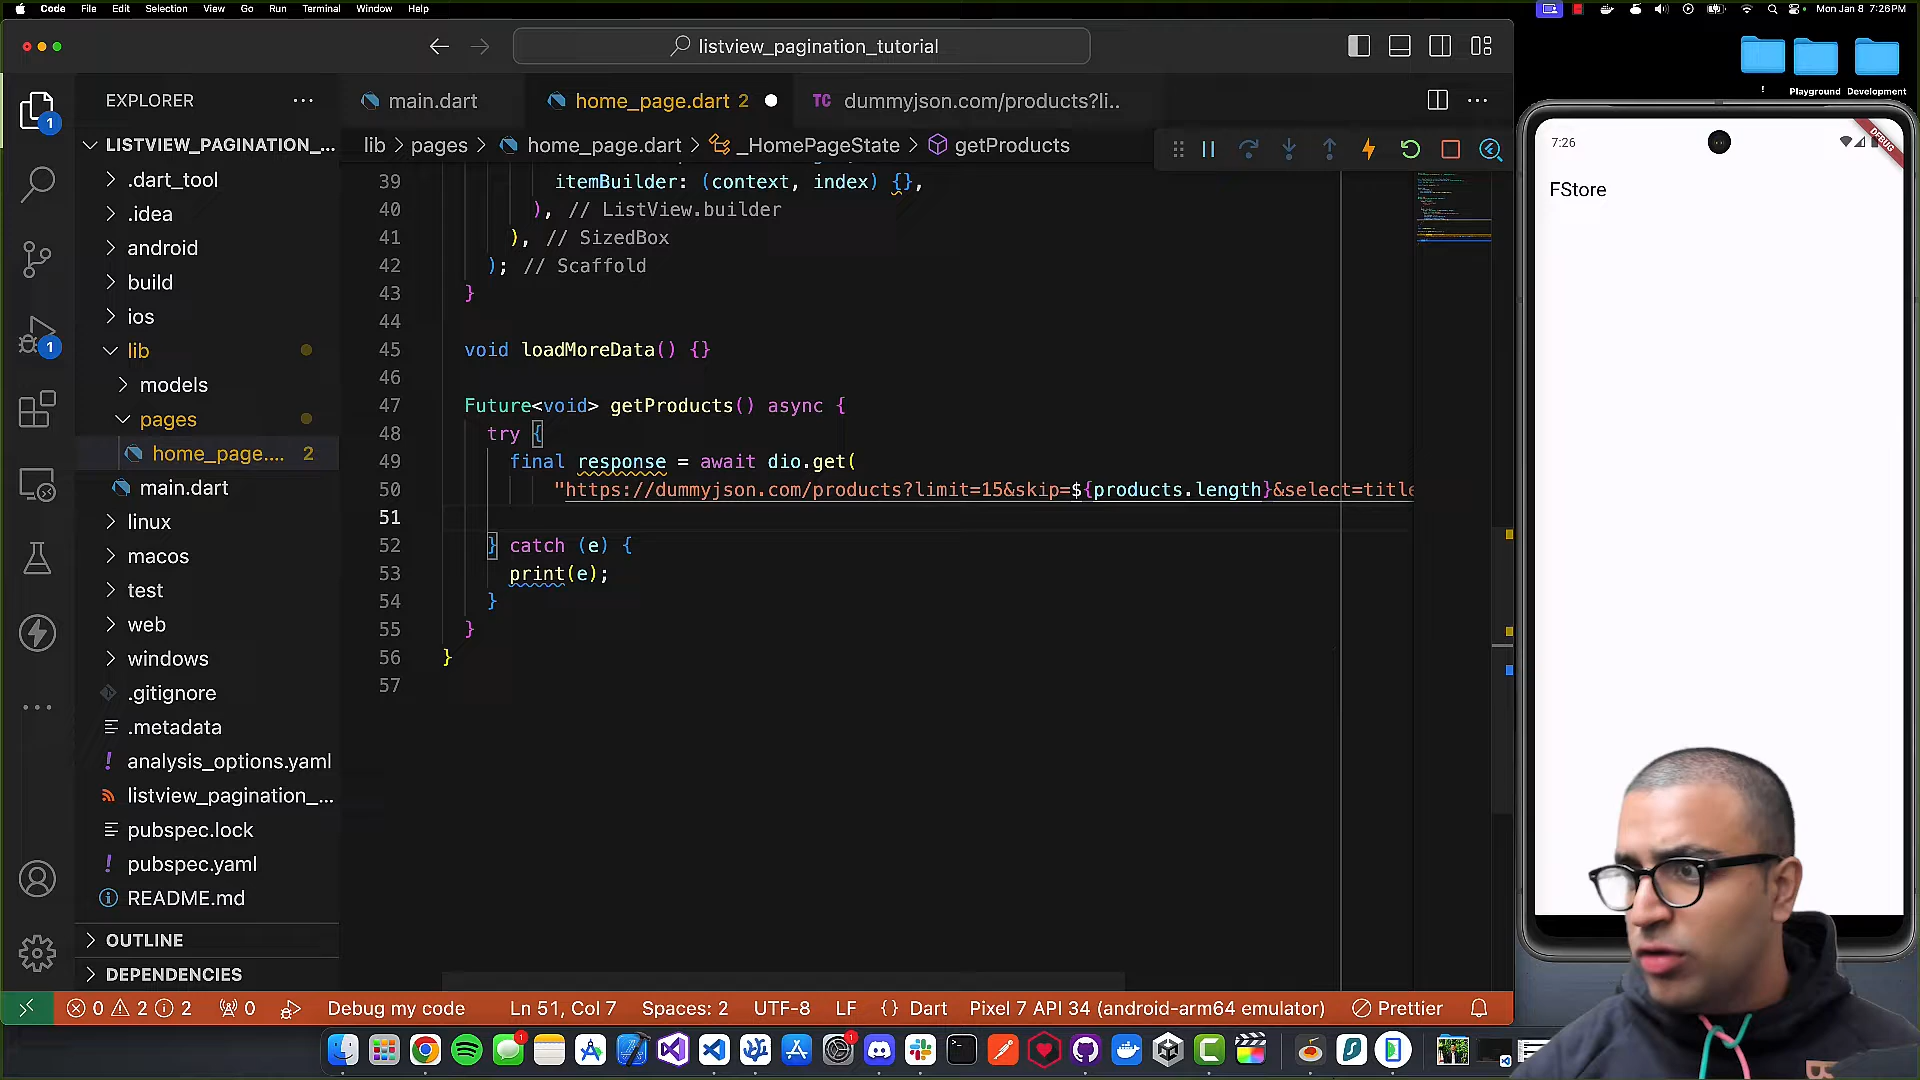 Code File Edit Selection View Go Run Terminal Window Help
Mon Jan 8 7:26PM
listview_pagination_tutorial
! Playground Development
EXPLORER
main.dart
home_page.dart 2
TC dummyjson.com/products?li..
LISTVIEW_PAGINATION_...
.dart_tool
.idea
android
build
ios
lib
models
pages
home_page.... 2
main.dart
linux
macos
test
web
windows
.gitignore
.metadata
analysis_options.yaml
listview_pagination_...
pubspec.lock
pubspec.yaml
README.md
OUTLINE
DEPENDENCIES
1
1
lib > pages > home_page.dart > _HomePageState > getProducts
39 itemBuilder: (context, index) {},
40 ), // ListView.builder
41 ), // SizedBox
42 ); // Scaffold
43 }
44
45 void loadMoreData() {}
46
47 Future<void> getProducts() async {
48 try {
49 final response = await dio.get(
50 "https://dummyjson.com/products?limit=15&skip=${products.length}&select=title
51
52 } catch (e) {
53 print(e);
54 }
55 }
56 }
57
7:26
DEBUG
FStore
0 2 2 0 Debug my code Ln 51, Col 7 Spaces: 2 UTF-8 LF {} Dart Pixel 7 API 34 (android-arm64 emulator) Prettier
1
1